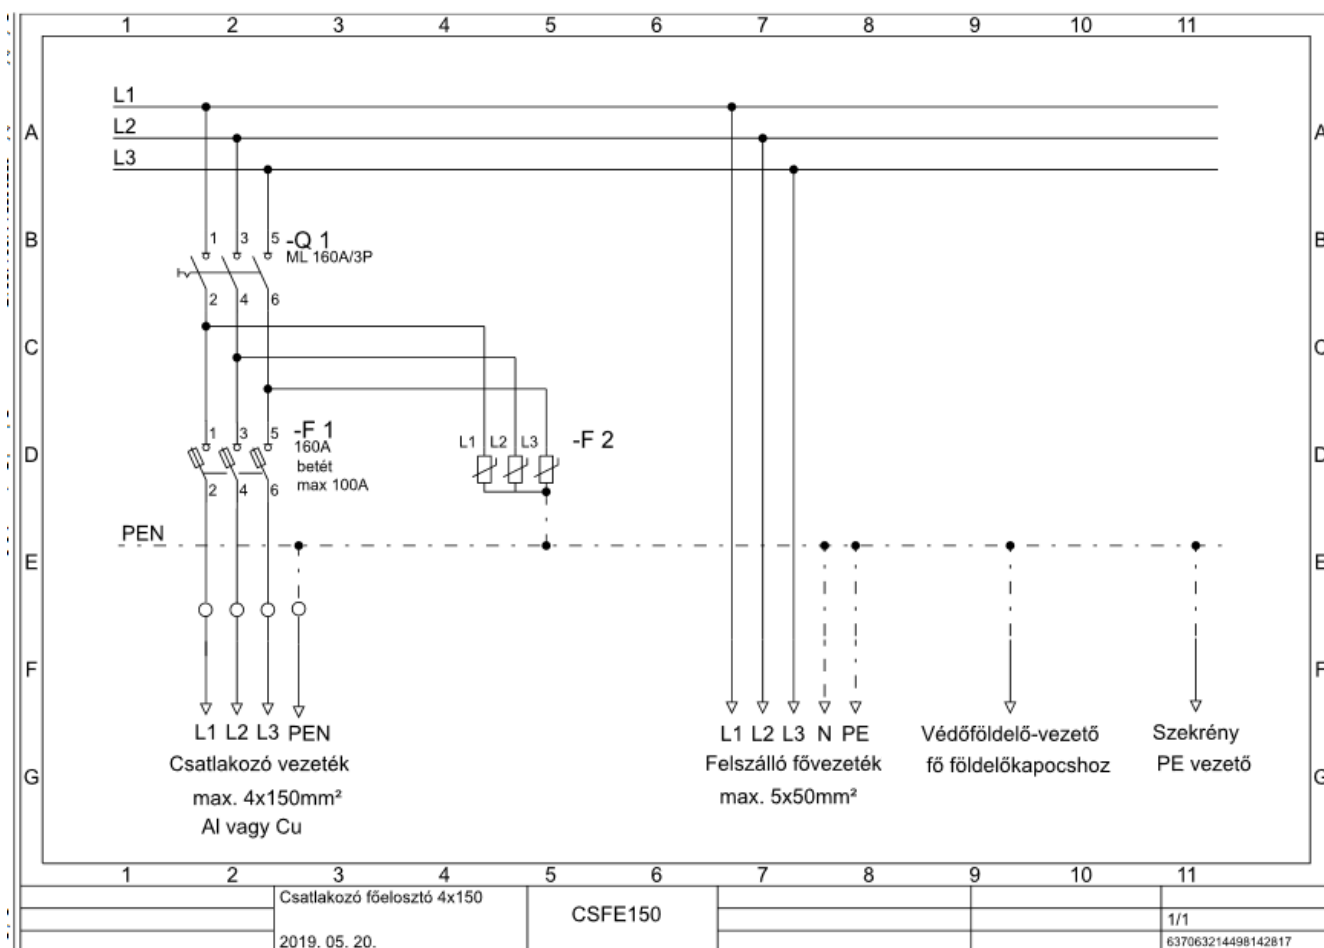 1 2 3 4 5 6 7 8 9 10 11
L1
A A
L2
L3
B B
1 3 5 -Q 1
ML 160A/3P
2 4 6
C C
1 3 5 -F 1
160A
betét
max 100A
2 4 6
L1 L2 L3 -F 2
D D
PEN
E E
F F
L1 L2 L3 PEN
Csatlakozó vezeték
max. 4x150mm²
Al vagy Cu
L1 L2 L3 N PE
Felszálló fővezeték
max. 5x50mm²
Védőföldelő-vezető
fő földelőkapocshoz
Szekrény
PE vezető
G G
1 2 3 4 5 6 7 8 9 10 11
Csatlakozó főelosztó 4x150
2019. 05. 20.
CSFE150
1/1
637063214498142817